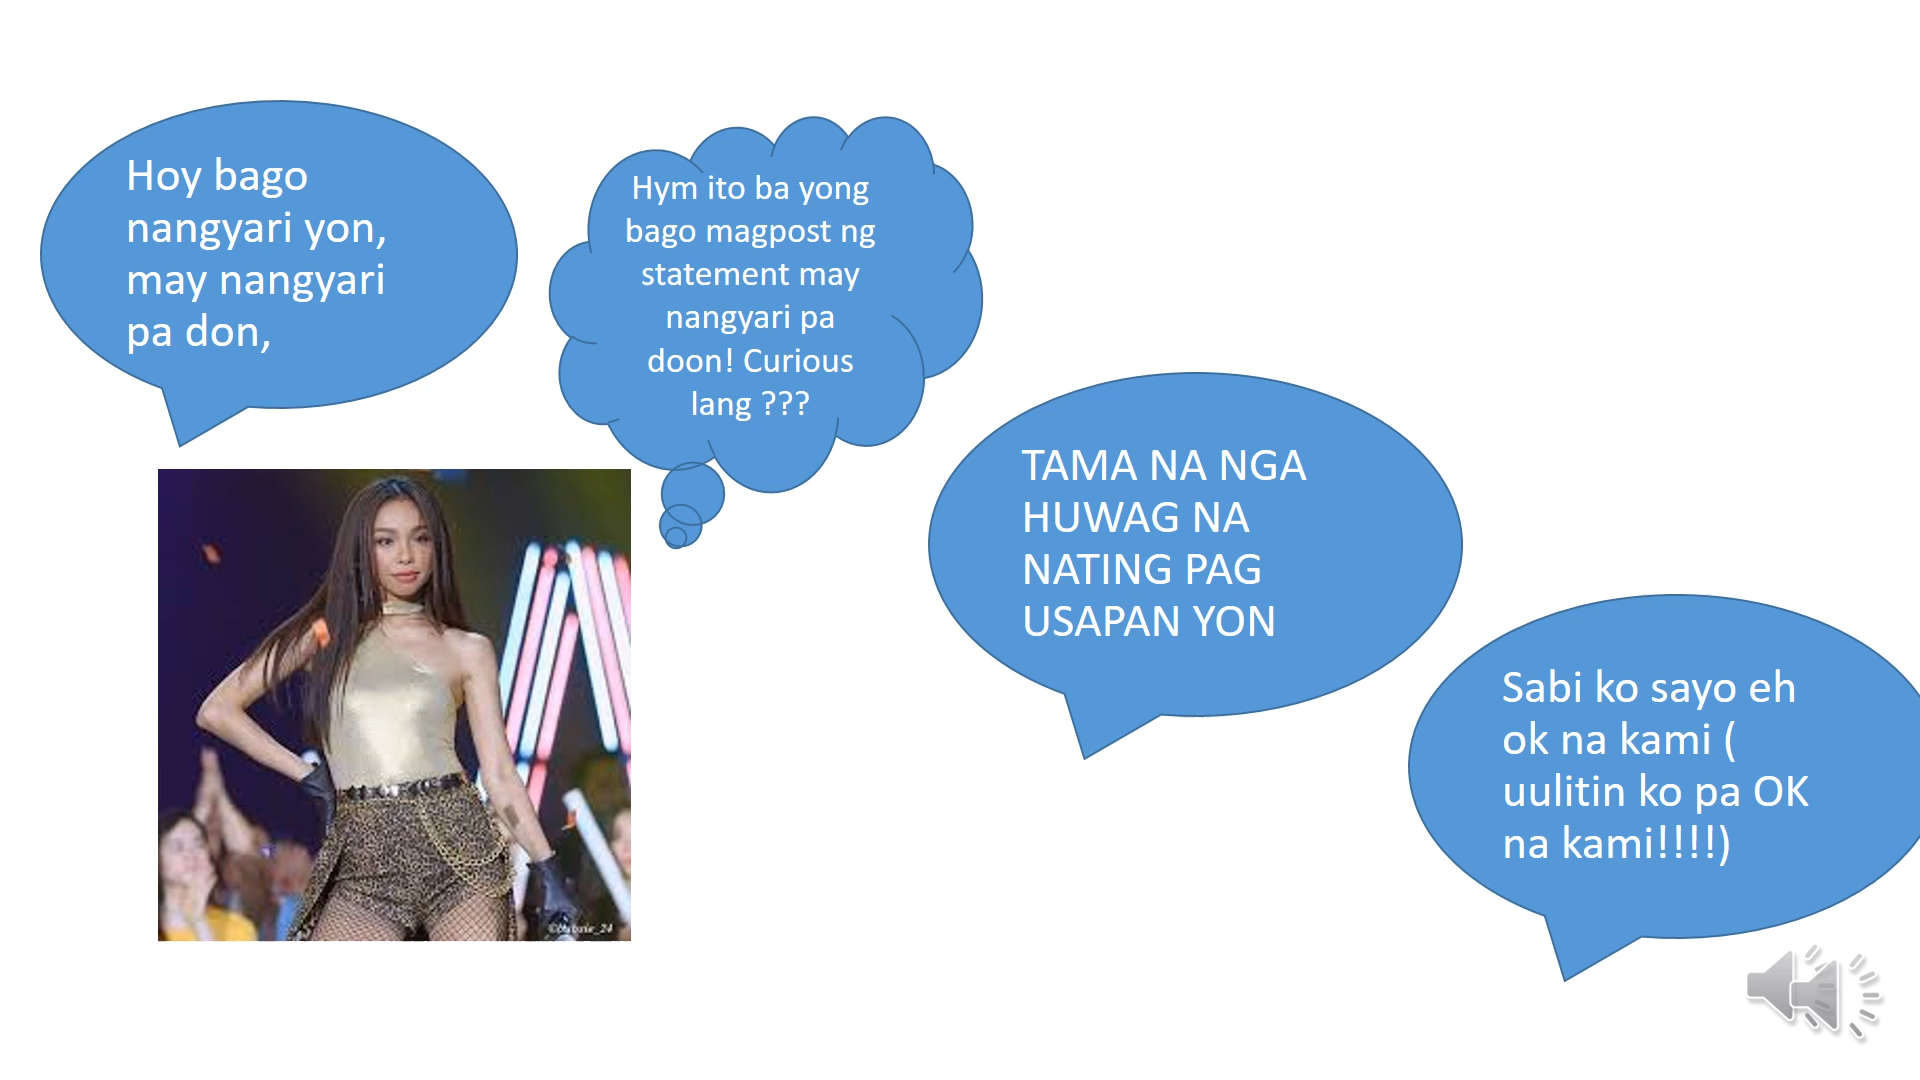 Hoy bago
nangyari yon,
may nangyari
pa don,
Hym ito ba yong
bago magpost ng
statement may
nangyari pa
doon! Curious
lang ???
TAMA NA NGA
HUWAG NA
NATING PAG
USAPAN YON
Sabi ko sayo eh
ok na kami (
uulitin ko pa OK
na kami!!!!)